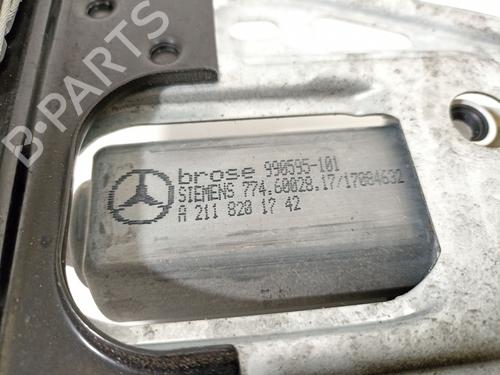 B-PARTS
brose 990595-101
SIEMENS 774.60028.17/17084632
A 211 820 17 42